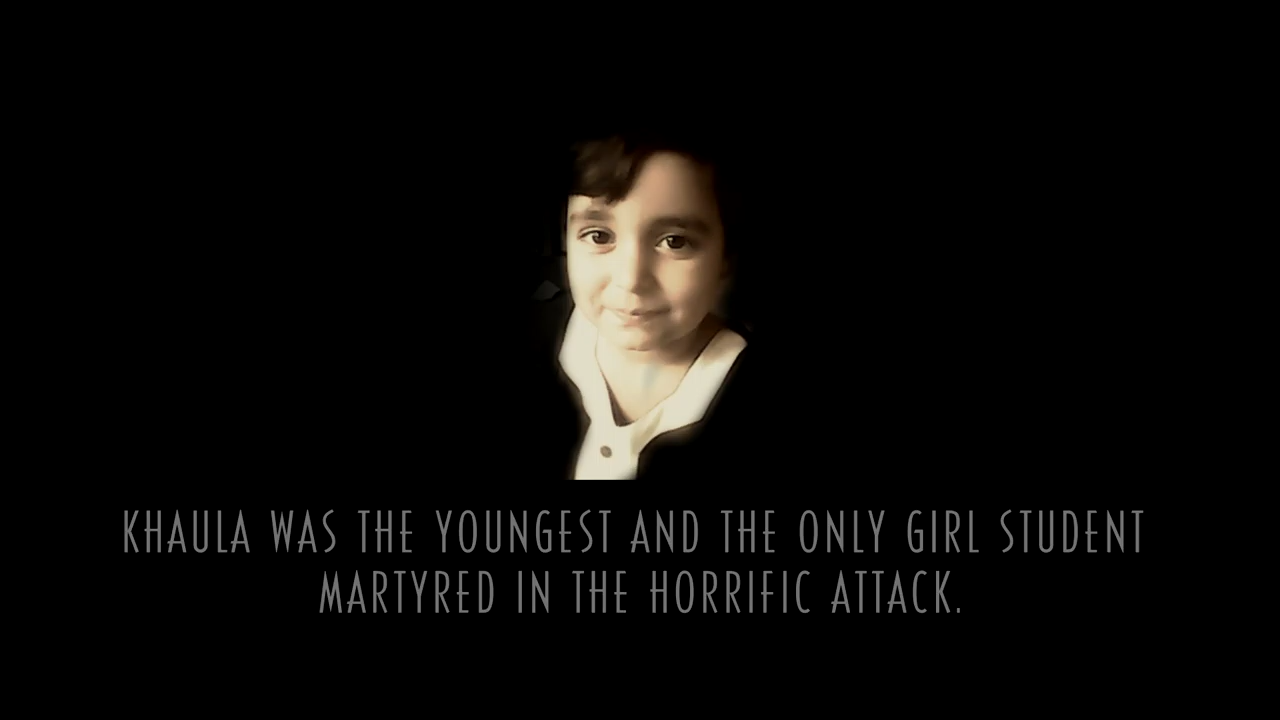 KHAULA WAS THE YOUNGEST AND THE ONLY GIRL STUDENT
MARTYRED IN THE HORRIFIC ATTACK.